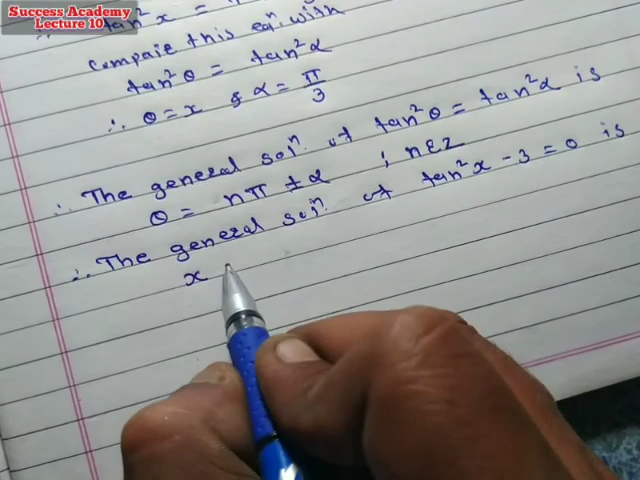 Success Academy
Lecture 10
∴ tan²x =
compare this eqⁿ. with
tan²θ = tan²α
∴ θ = x & α = π/3
∴ The general solⁿ. of tan²θ = tan²α is
θ = nπ ± α ; n∈Z
∴ The general solⁿ. of tan²x - 3 = 0 is
x